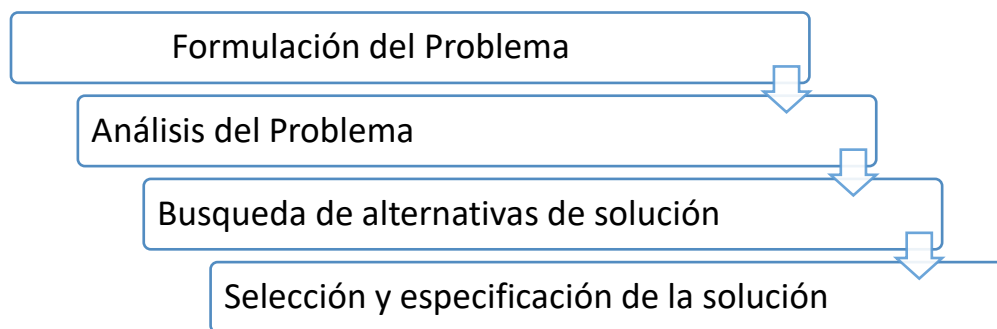 Formulación del Problema
Análisis del Problema
Busqueda de alternativas de solución
Selección y especificación de la solución